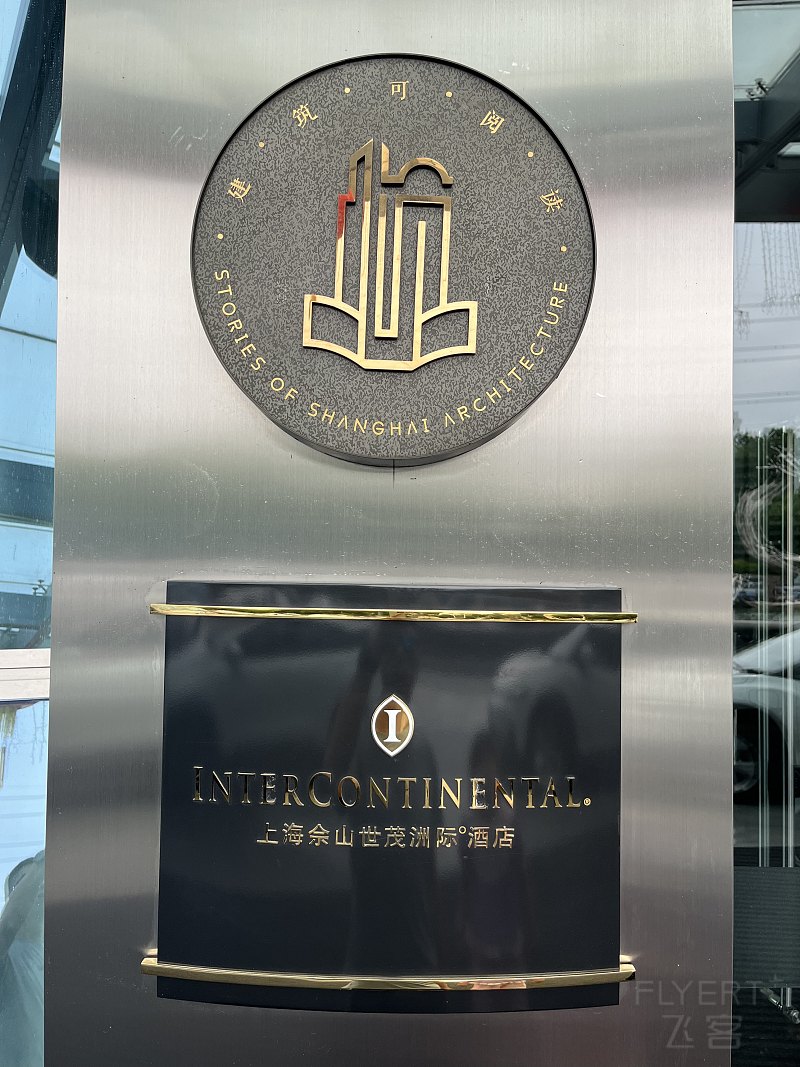 ·建·筑·可·阅·读·
STORIES OF SHANGHAI ARCHITECTURE
I
INTERCONTINENTAL®
上海佘山世茂洲际°酒店
FLYERT
飞客